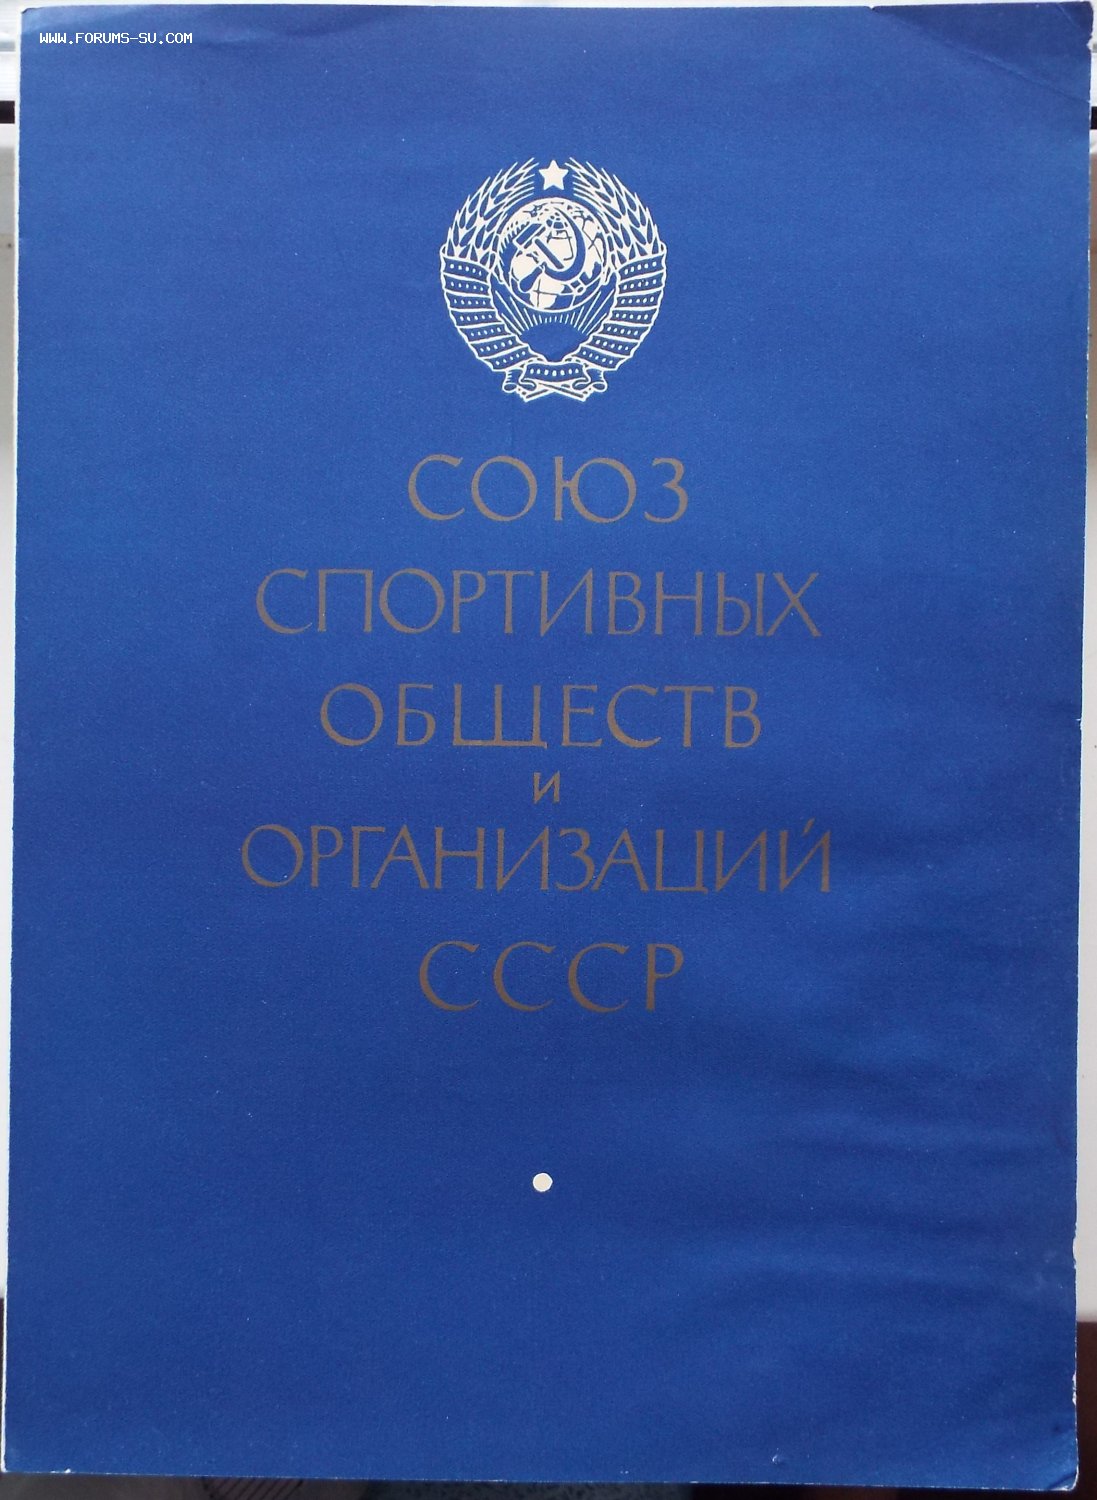 WWW.FORUMS-SU.COM
СОЮЗ
СПОРТИВНЫХ
ОБЩЕСТВ
И
ОРГАНИЗАЦИЙ
СССР